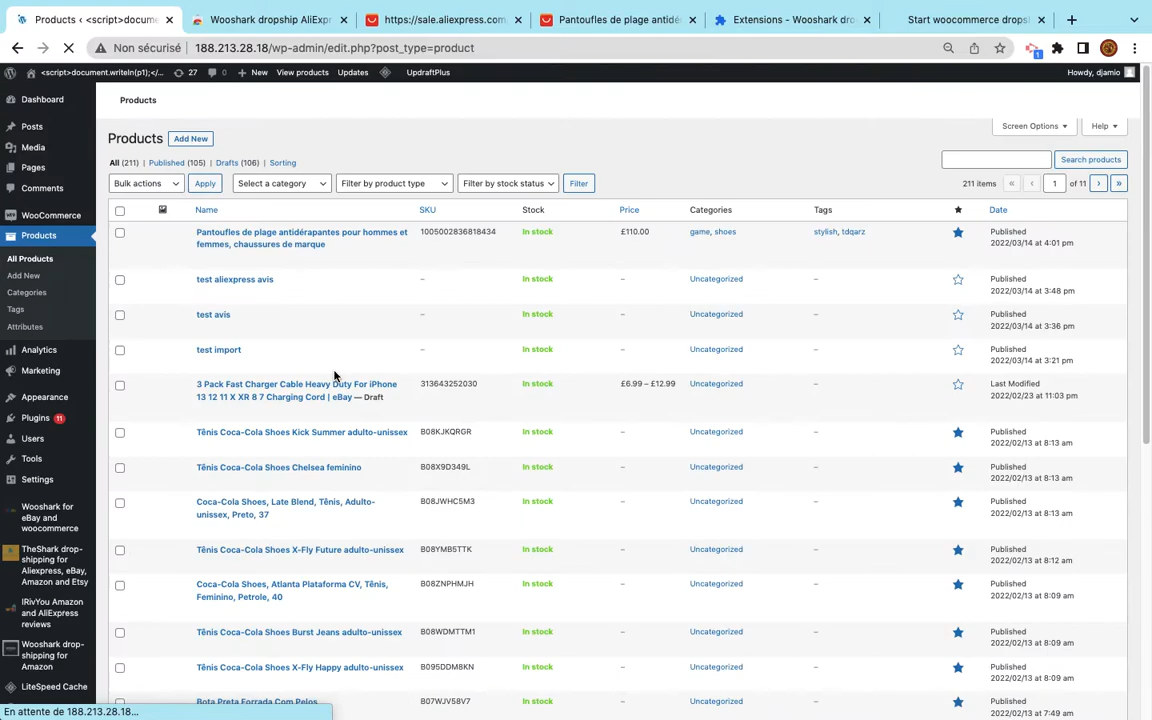 Products ‹ <script>docume
Wooshark dropship AliExpr
https://sale.aliexpress.com
Pantoufles de plage antidé
Extensions - Wooshark dro
Start woocommerce drops
Non sécurisé
188.213.28.18/wp-admin/edit.php?post_type=product
1
<script>document.writeln(p1);</...
27
New
View products
Updates
UpdraftPlus
Howdy, djamio
Dashboard
Posts
Media
Pages
Comments
WooCommerce
Products
All Products
Add New
Categories
Tags
Attributes
Analytics
Marketing
Appearance
Plugins 11
Users
Tools
Settings
Wooshark for
eBay and
woocommerce
TheShark drop-
shipping for
Aliexpress, eBay,
Amazon and Etsy
IRivYou Amazon
and AliExpress
reviews
Wooshark drop-
shipping for
Amazon
LiteSpeed Cache
Products
Screen Options
Help
Products Add New
All (211) | Published (105) | Drafts (106) | Sorting
Search products
Bulk actions Apply Select a category Filter by product type Filter by stock status Filter
211 items « ‹ 1 of 11 › »
Name SKU Stock Price Categories Tags Date
Pantoufles de plage antidérapantes pour hommes et 1005002836818434 In stock £110.00 game, shoes stylish, tdqarz Published
femmes, chaussures de marque 2022/03/14 at 4:01 pm
test aliexpress avis – In stock – Uncategorized – Published
2022/03/14 at 3:48 pm
test avis – In stock – Uncategorized – Published
2022/03/14 at 3:36 pm
test import – In stock – Uncategorized – Published
2022/03/14 at 3:21 pm
3 Pack Fast Charger Cable Heavy Duty For iPhone 313643252030 In stock £6.99 – £12.99 Uncategorized – Last Modified
13 12 11 X XR 8 7 Charging Cord | eBay — Draft 2022/02/23 at 11:03 pm
Tênis Coca-Cola Shoes Kick Summer adulto-unissex B08KJKQRGR In stock – Uncategorized – Published
2022/02/13 at 8:13 am
Tênis Coca-Cola Shoes Chelsea feminino B08X9D349L In stock – Uncategorized – Published
2022/02/13 at 8:13 am
Coca-Cola Shoes, Late Blend, Tênis, Adulto- B08JWHC5M3 In stock – Uncategorized – Published
unissex, Preto, 37 2022/02/13 at 8:13 am
Tênis Coca-Cola Shoes X-Fly Future adulto-unissex B08YMB5TTK In stock – Uncategorized – Published
2022/02/13 at 8:12 am
Coca-Cola Shoes, Atlanta Plataforma CV, Tênis, B08ZNPHMJH In stock – Uncategorized – Published
Feminino, Petrole, 40 2022/02/13 at 8:09 am
Tênis Coca-Cola Shoes Burst Jeans adulto-unissex B08WDMTTM1 In stock – Uncategorized – Published
2022/02/13 at 8:09 am
Tênis Coca-Cola Shoes X-Fly Happy adulto-unissex B095DDM8KN In stock – Uncategorized – Published
2022/02/13 at 8:09 am
Bota Preta Forrada Com Pelos B07WJV58V7 In stock – Uncategorized – Published
2022/02/13 at 7:49 am
En attente de 188.213.28.18...